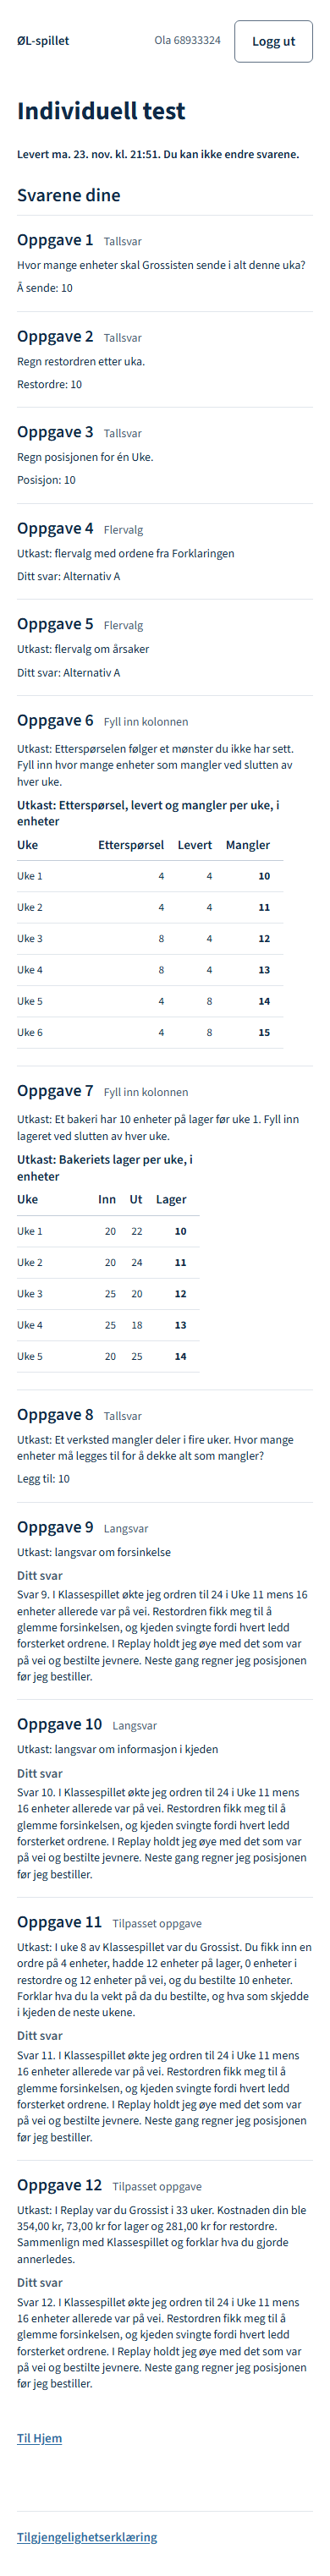 ØL-spillet
Ola 68933324
Logg ut
Individuell test
Levert ma. 23. nov. kl. 21:51. Du kan ikke endre svarene.
Svarene dine
Oppgave 1 Tallsvar
Hvor mange enheter skal Grossisten sende i alt denne uka?
Å sende: 10
Oppgave 2 Tallsvar
Regn restordren etter uka.
Restordre: 10
Oppgave 3 Tallsvar
Regn posisjonen for én Uke.
Posisjon: 10
Oppgave 4 Flervalg
Utkast: flervalg med ordene fra Forklaringen
Ditt svar: Alternativ A
Oppgave 5 Flervalg
Utkast: flervalg om årsaker
Ditt svar: Alternativ A
Oppgave 6 Fyll inn kolonnen
Utkast: Etterspørselen følger et mønster du ikke har sett.
Fyll inn hvor mange enheter som mangler ved slutten av
hver uke.
Utkast: Etterspørsel, levert og mangler per uke, i
enheter
Uke Etterspørsel Levert Mangler
Uke 1 4 4 10
Uke 2 4 4 11
Uke 3 8 4 12
Uke 4 8 4 13
Uke 5 4 8 14
Uke 6 4 8 15
Oppgave 7 Fyll inn kolonnen
Utkast: Et bakeri har 10 enheter på lager før uke 1. Fyll inn
lageret ved slutten av hver uke.
Utkast: Bakeriets lager per uke, i
enheter
Uke Inn Ut Lager
Uke 1 20 22 10
Uke 2 20 24 11
Uke 3 25 20 12
Uke 4 25 18 13
Uke 5 20 25 14
Oppgave 8 Tallsvar
Utkast: Et verksted mangler deler i fire uker. Hvor mange
enheter må legges til for å dekke alt som mangler?
Legg til: 10
Oppgave 9 Langsvar
Utkast: langsvar om forsinkelse
Ditt svar
Svar 9. I Klassespillet økte jeg ordren til 24 i Uke 11 mens 16
enheter allerede var på vei. Restordren fikk meg til å
glemme forsinkelsen, og kjeden svingte fordi hvert ledd
forsterket ordrene. I Replay holdt jeg øye med det som var
på vei og bestilte jevnere. Neste gang regner jeg posisjonen
før jeg bestiller.
Oppgave 10 Langsvar
Utkast: langsvar om informasjon i kjeden
Ditt svar
Svar 10. I Klassespillet økte jeg ordren til 24 i Uke 11 mens
16 enheter allerede var på vei. Restordren fikk meg til å
glemme forsinkelsen, og kjeden svingte fordi hvert ledd
forsterket ordrene. I Replay holdt jeg øye med det som var
på vei og bestilte jevnere. Neste gang regner jeg posisjonen
før jeg bestiller.
Oppgave 11 Tilpasset oppgave
Utkast: I uke 8 av Klassespillet var du Grossist. Du fikk inn en
ordre på 4 enheter, hadde 12 enheter på lager, 0 enheter i
restordre og 12 enheter på vei, og du bestilte 10 enheter.
Forklar hva du la vekt på da du bestilte, og hva som skjedde
i kjeden de neste ukene.
Ditt svar
Svar 11. I Klassespillet økte jeg ordren til 24 i Uke 11 mens
16 enheter allerede var på vei. Restordren fikk meg til å
glemme forsinkelsen, og kjeden svingte fordi hvert ledd
forsterket ordrene. I Replay holdt jeg øye med det som var
på vei og bestilte jevnere. Neste gang regner jeg posisjonen
før jeg bestiller.
Oppgave 12 Tilpasset oppgave
Utkast: I Replay var du Grossist i 33 uker. Kostnaden din ble
354,00 kr, 73,00 kr for lager og 281,00 kr for restordre.
Sammenlign med Klassespillet og forklar hva du gjorde
annerledes.
Ditt svar
Svar 12. I Klassespillet økte jeg ordren til 24 i Uke 11 mens
16 enheter allerede var på vei. Restordren fikk meg til å
glemme forsinkelsen, og kjeden svingte fordi hvert ledd
forsterket ordrene. I Replay holdt jeg øye med det som var
på vei og bestilte jevnere. Neste gang regner jeg posisjonen
før jeg bestiller.
Til Hjem
Tilgjengelighetserklæring